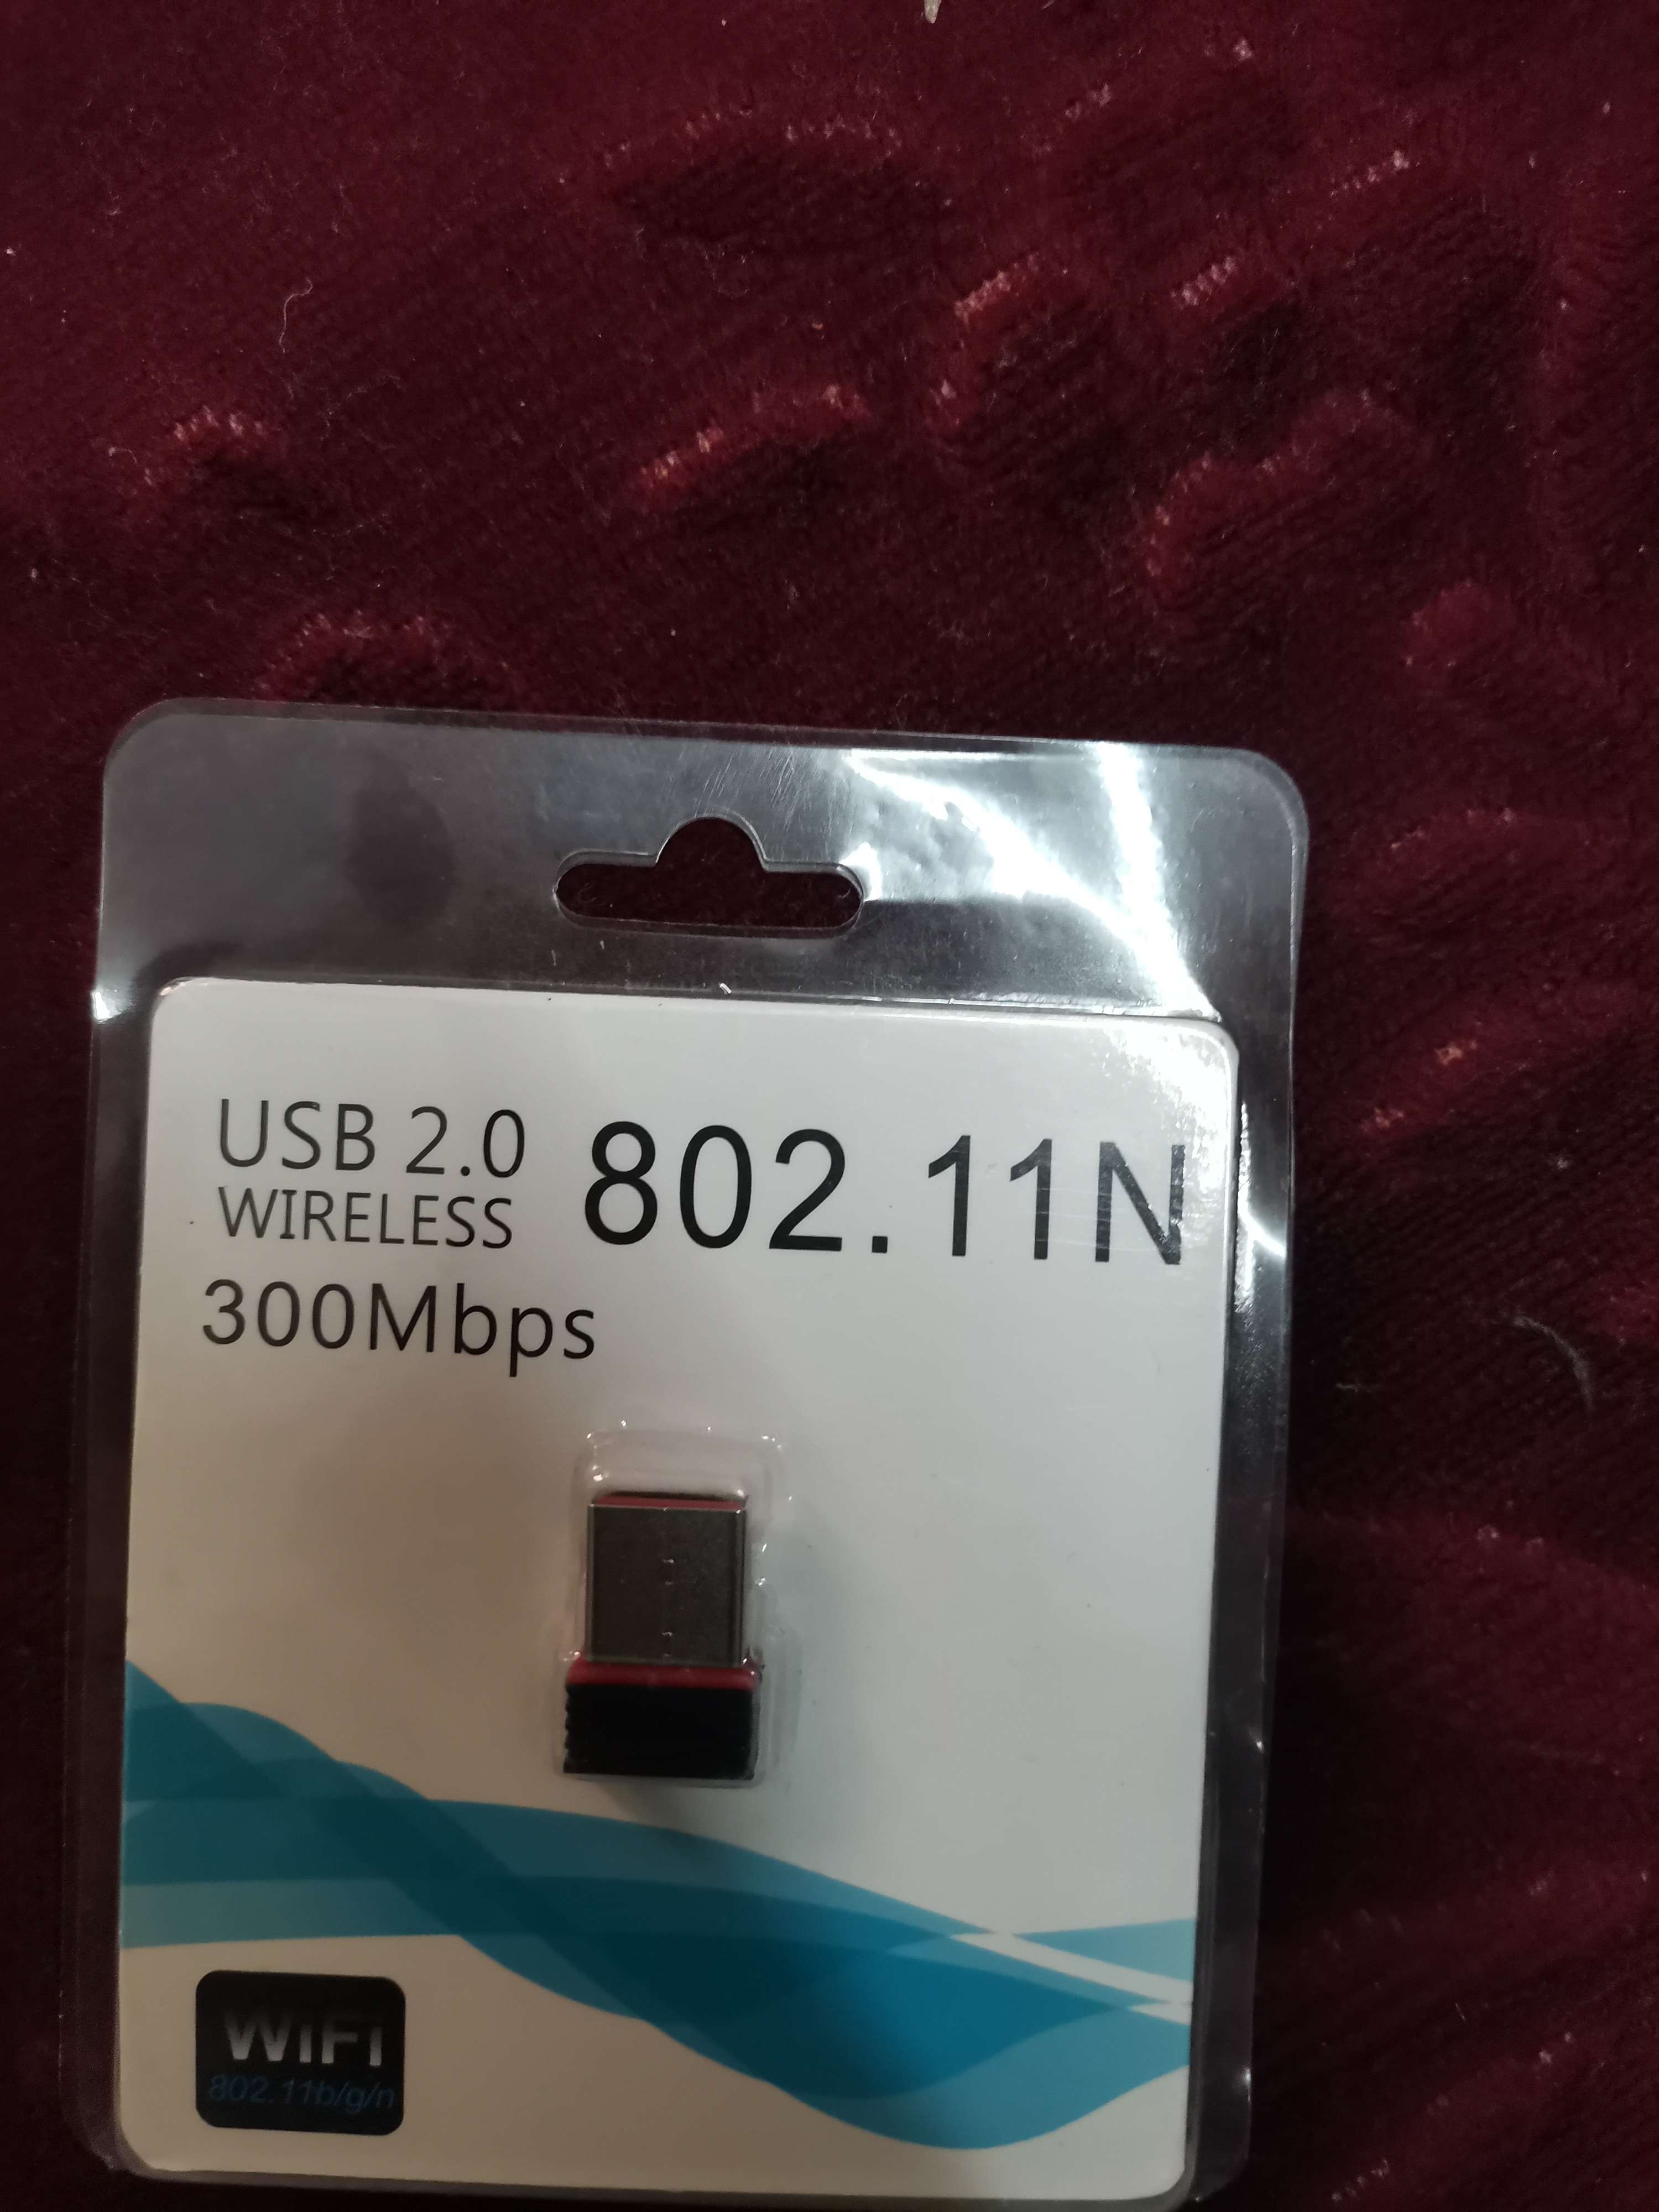 USB 2.0
WIRELESS
802.11N
300Mbps
WiFi
802.11b/g/n